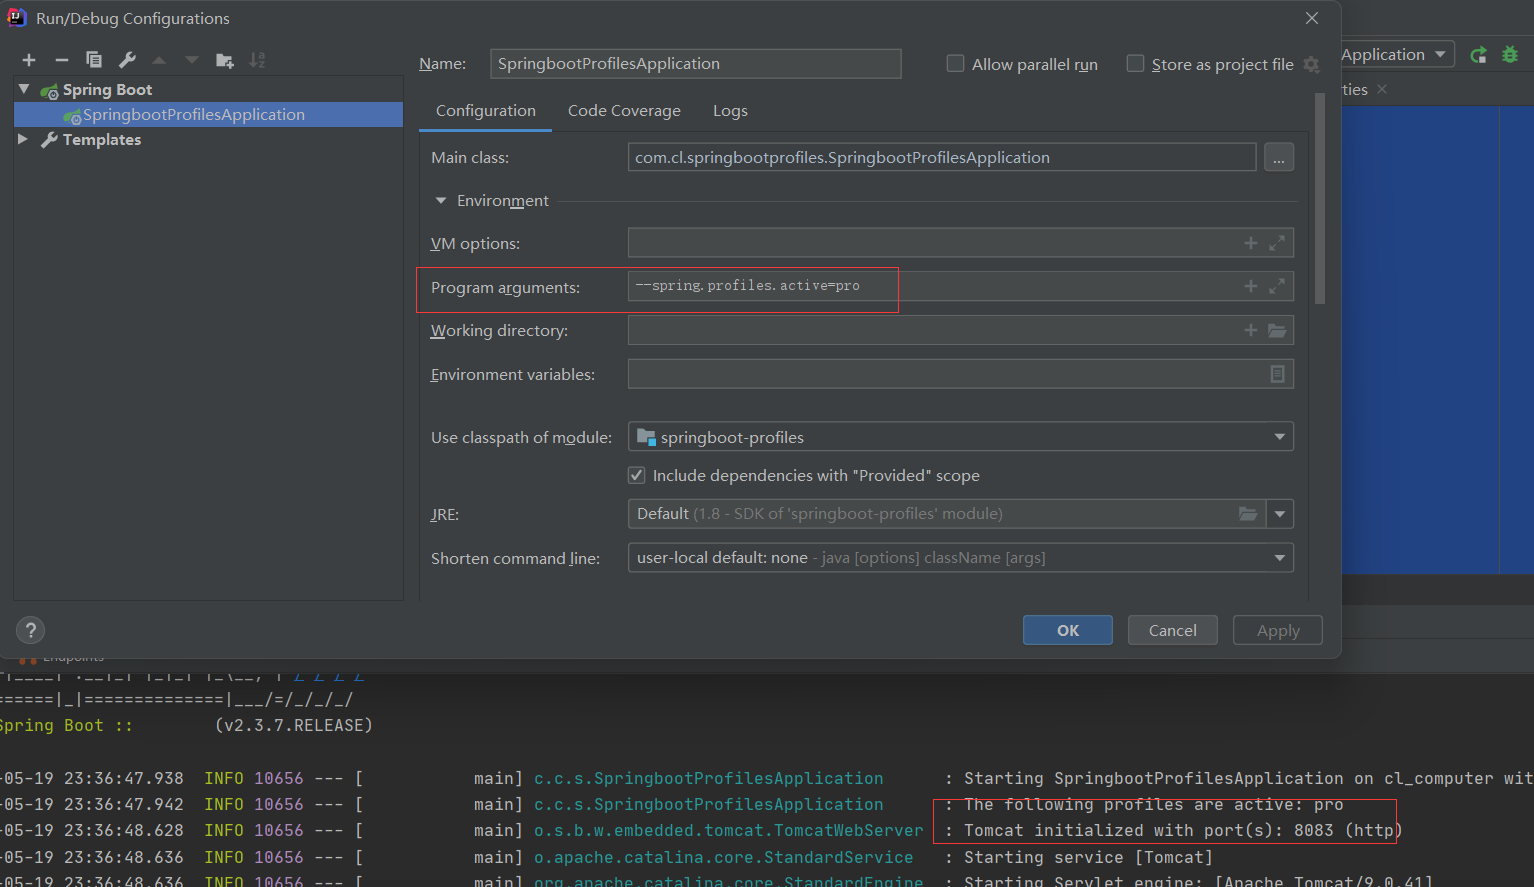 Run/Debug Configurations
Name: SpringbootProfilesApplication Allow parallel run Store as project file
Application
Spring Boot
SpringbootProfilesApplication
Templates
ties
Configuration Code Coverage Logs
Main class: com.cl.springbootprofiles.SpringbootProfilesApplication ...
Environment
VM options:
Program arguments: --spring.profiles.active=pro
Working directory:
Environment variables:
Use classpath of module: springboot-profiles
Include dependencies with "Provided" scope
JRE: Default (1.8 - SDK of 'springboot-profiles' module)
Shorten command line: user-local default: none - java [options] className [args]
? OK Cancel Apply
Endpoints
======|_|==============|___/=/_/_/_/
Spring Boot :: (v2.3.7.RELEASE)
-05-19 23:36:47.938 INFO 10656 --- [ main] c.c.s.SpringbootProfilesApplication : Starting SpringbootProfilesApplication on cl_computer wit
-05-19 23:36:47.942 INFO 10656 --- [ main] c.c.s.SpringbootProfilesApplication : The following profiles are active: pro
-05-19 23:36:48.628 INFO 10656 --- [ main] o.s.b.w.embedded.tomcat.TomcatWebServer : Tomcat initialized with port(s): 8083 (http)
-05-19 23:36:48.636 INFO 10656 --- [ main] o.apache.catalina.core.StandardService : Starting service [Tomcat]
-05-19 23:36:48.636 INFO 10656 --- [ main] org.apache.catalina.core.StandardEngine : Starting Servlet engine: [Apache Tomcat/9.0.41]